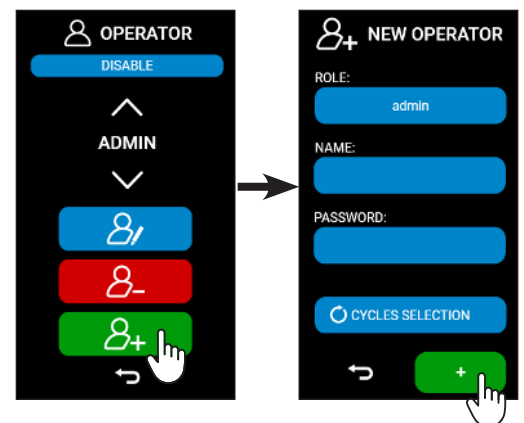 OPERATOR
DISABLE
ADMIN
NEW OPERATOR
ROLE:
admin
NAME:
PASSWORD:
CYCLES SELECTION
+